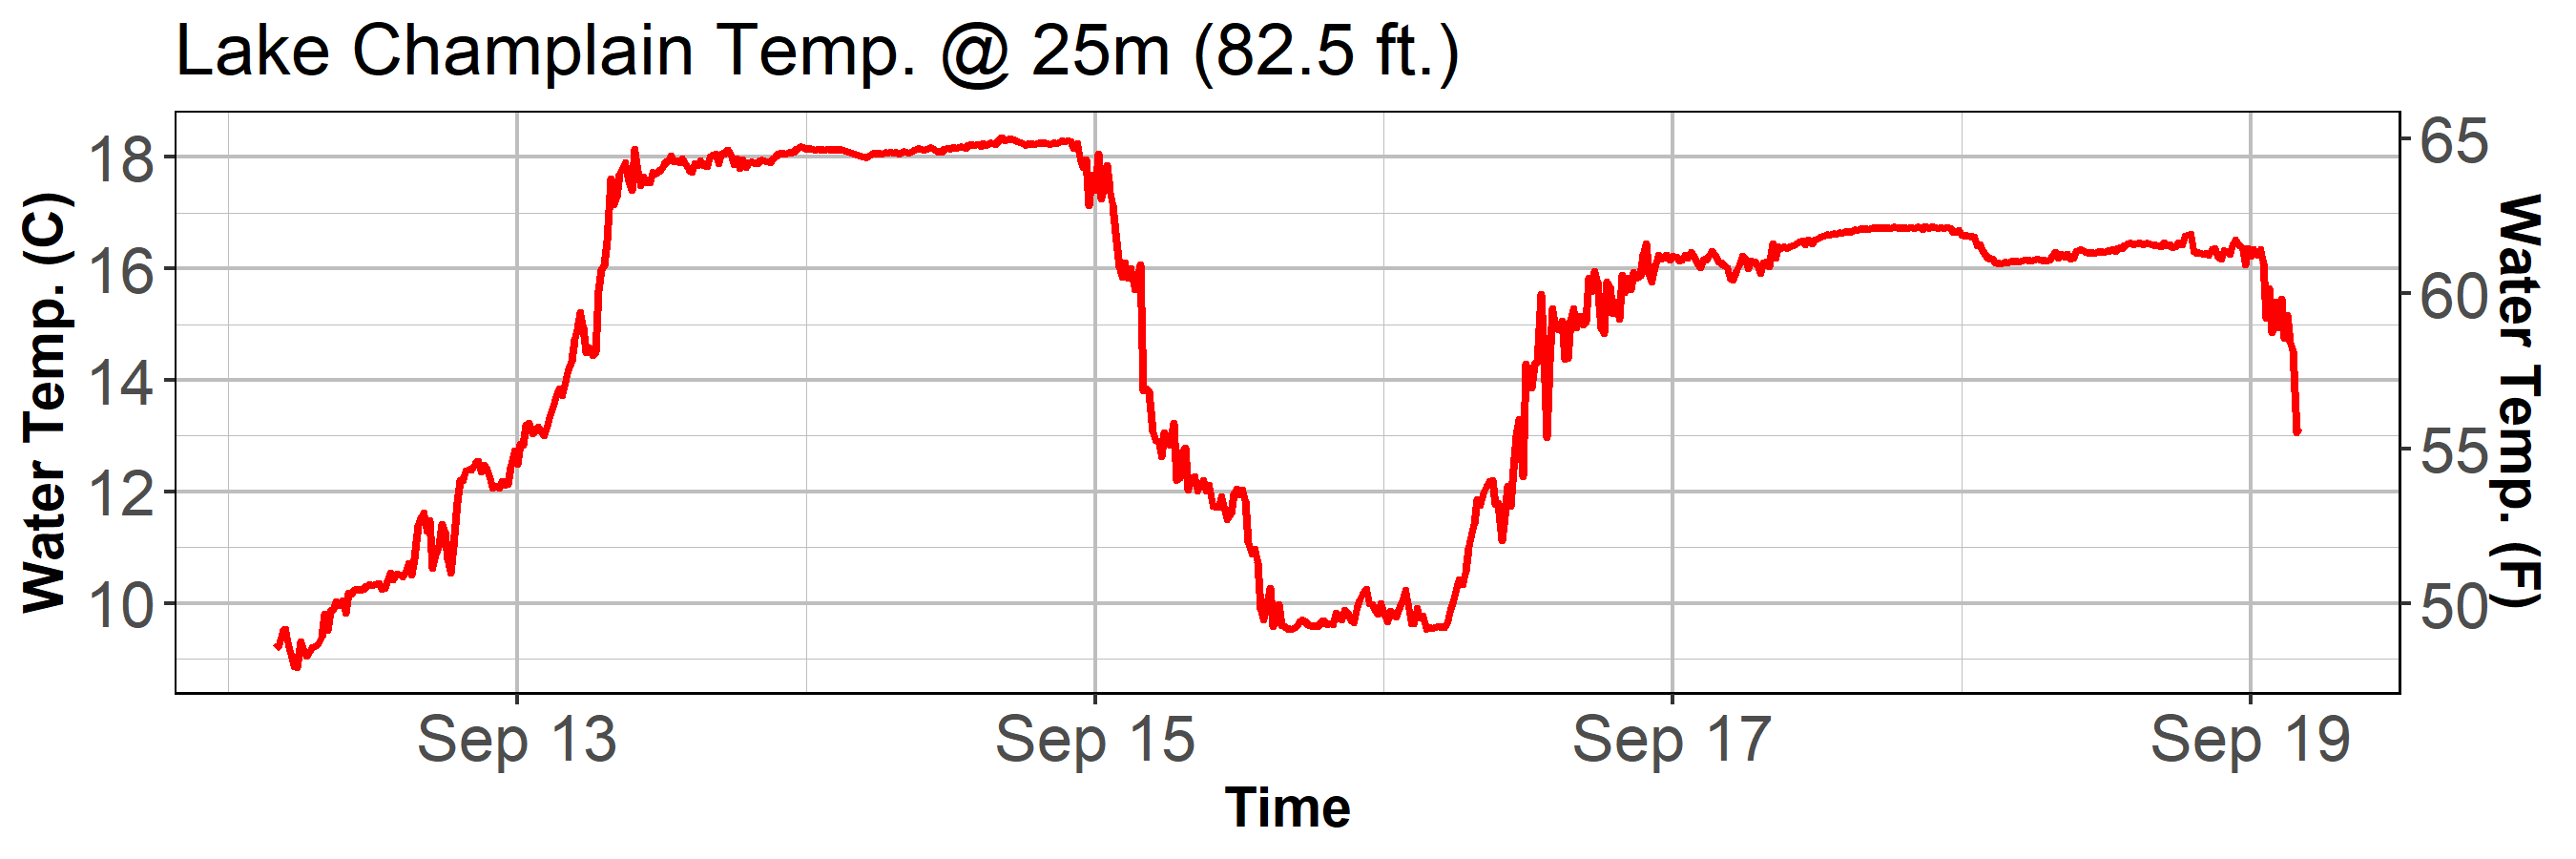 Lake Champlain Temp. @ 25m (82.5 ft.)
Water Temp. (C)
18
16
14
12
10
65
60
55
50
Water Temp. (F)
Sep 13
Sep 15
Sep 17
Sep 19
Time